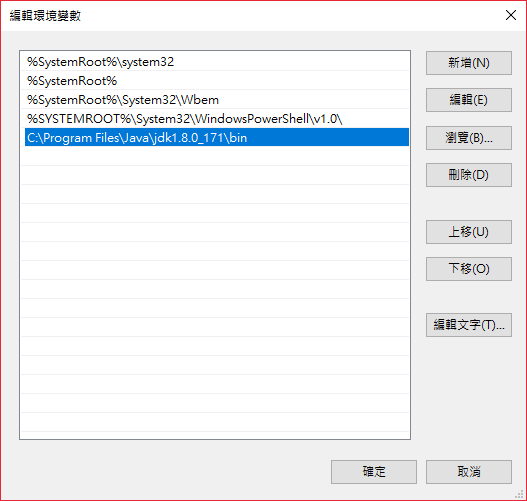 編輯環境變數
%SystemRoot%\system32
%SystemRoot%
%SystemRoot%\System32\Wbem
%SYSTEMROOT%\System32\WindowsPowerShell\v1.0\
C:\Program Files\Java\jdk1.8.0_171\bin
新增(N)
編輯(E)
瀏覽(B)...
刪除(D)
上移(U)
下移(O)
編輯文字(T)...
確定
取消